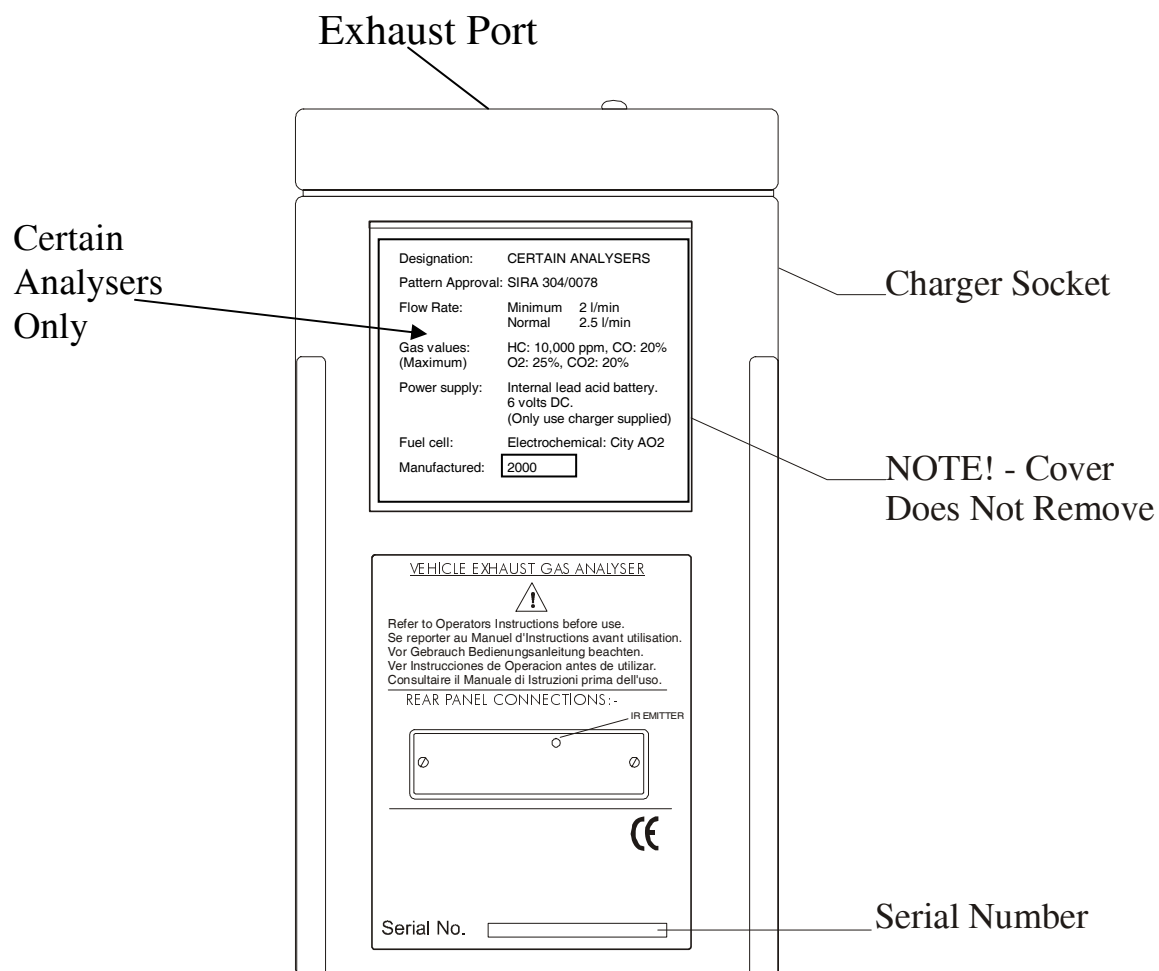 Exhaust Port
Certain
Analysers
Only
Designation: CERTAIN ANALYSERS
Pattern Approval: SIRA 304/0078
Flow Rate: Minimum 2 l/min
Normal 2.5 l/min
Gas values: HC: 10,000 ppm, CO: 20%
(Maximum) O2: 25%, CO2: 20%
Power supply: Internal lead acid battery.
6 volts DC.
(Only use charger supplied)
Fuel cell: Electrochemical: City AO2
Manufactured: 2000
Charger Socket
NOTE! - Cover
Does Not Remove
VEHICLE EXHAUST GAS ANALYSER
!
Refer to Operators Instructions before use.
Se reporter au Manuel d'Instructions avant utilisation.
Vor Gebrauch Bedienungsanleitung beachten.
Ver Instrucciones de Operacion antes de utilizar.
Consultaire il Manuale di Istruzioni prima dell'uso.
REAR PANEL CONNECTIONS:-
IR EMITTER
CE
Serial No.
Serial Number